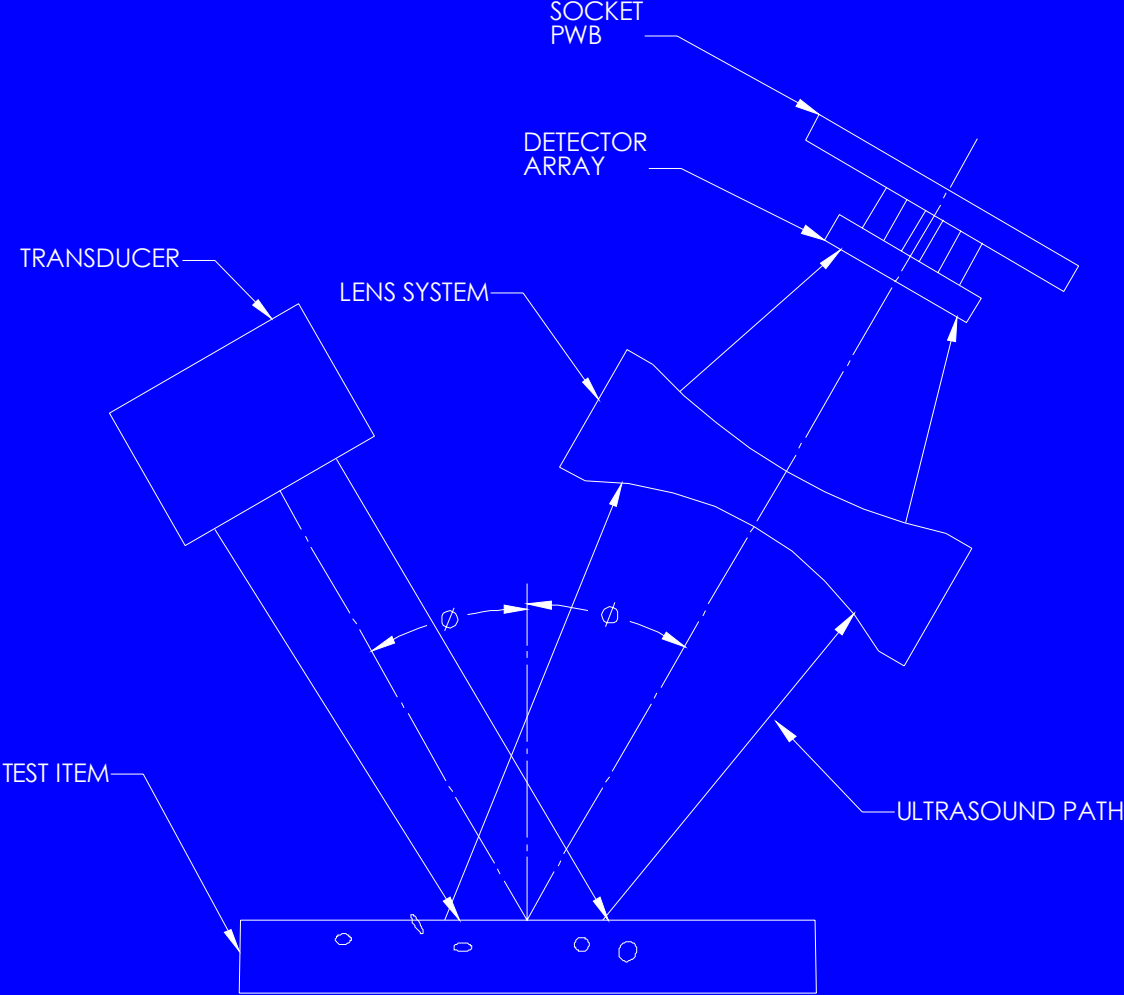 SOCKET
PWB
DETECTOR
ARRAY
TRANSDUCER
LENS SYSTEM
Ø
Ø
TEST ITEM
ULTRASOUND PATH